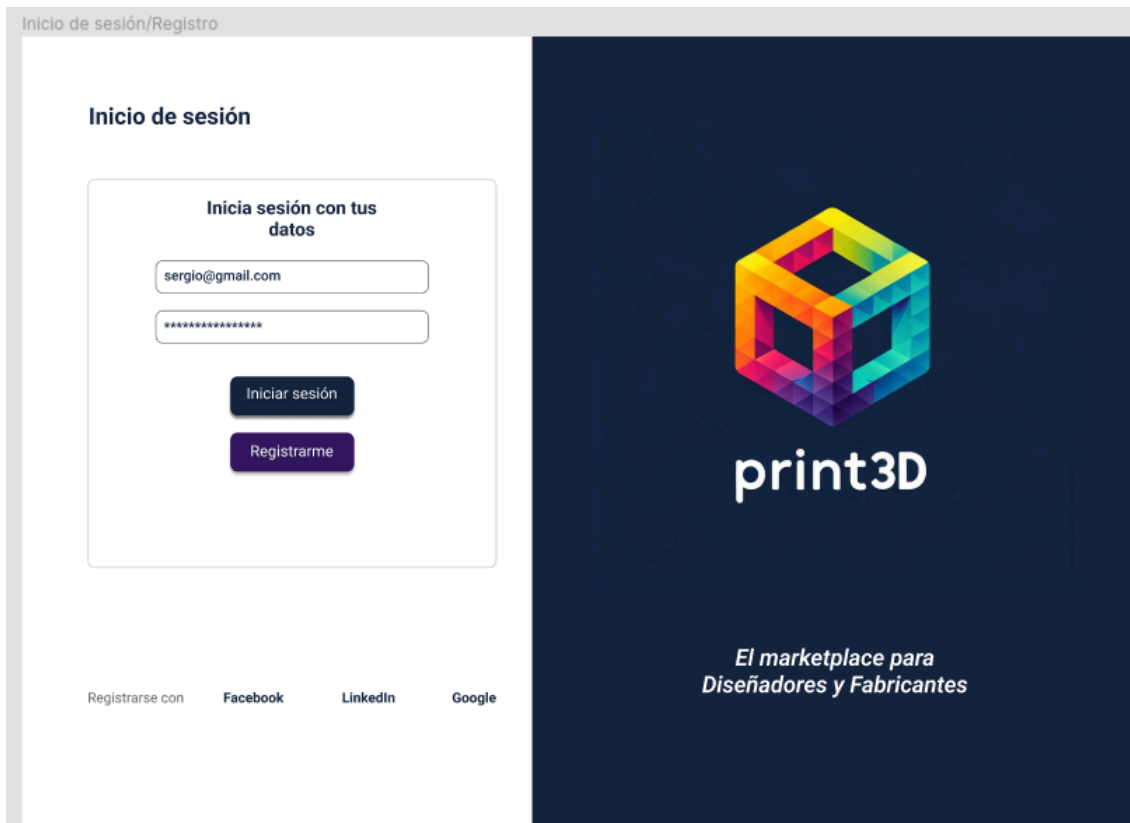 Inicio de sesión/Registro
Inicio de sesión
Inicia sesión con tus
datos
sergio@gmail.com
****************
Iniciar sesión
Registrarme
Registrarse con
Facebook
LinkedIn
Google
print3D
El marketplace para
Diseñadores y Fabricantes